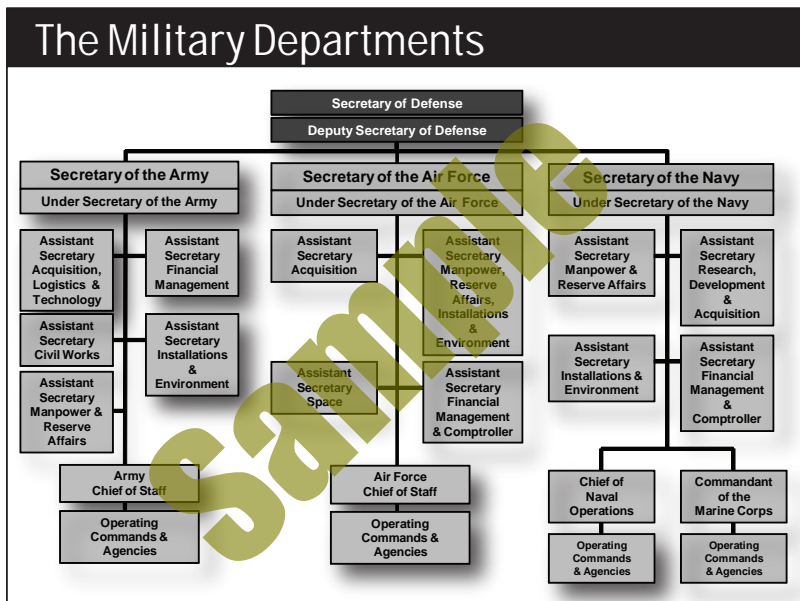 The Military Departments
Secretary of Defense
Deputy Secretary of Defense
Secretary of the Army
Under Secretary of the Army
Secretary of the Air Force
Under Secretary of the Air Force
Secretary of the Navy
Under Secretary of the Navy
Assistant
Secretary
Acquisition,
Logistics &
Technology
Assistant
Secretary
Financial
Management
Assistant
Secretary
Civil Works
Assistant
Secretary
Installations
&
Environment
Assistant
Secretary
Manpower &
Reserve
Affairs
Army
Chief of Staff
Operating
Commands &
Agencies
Assistant
Secretary
Acquisition
Assistant
Secretary
Manpower,
Reserve
Affairs,
Installations
&
Environment
Assistant
Secretary
Space
Assistant
Secretary
Financial
Management
& Comptroller
Air Force
Chief of Staff
Operating
Commands &
Agencies
Assistant
Secretary
Manpower &
Reserve Affairs
Assistant
Secretary
Research,
Development
&
Acquisition
Assistant
Secretary
Installations &
Environment
Assistant
Secretary
Financial
Management
&
Comptroller
Chief of
Naval
Operations
Operating
Commands
& Agencies
Commandant
of the
Marine Corps
Operating
Commands
& Agencies
Sample